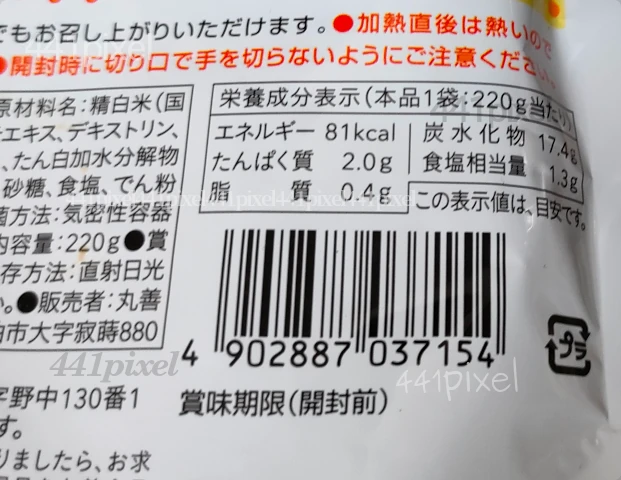 でもお召し上がりいただけます。●加熱直後は熱いので
●開封時に切り口で手を切らないようにご注意ください。
原材料名：精白米(国
エキス、デキストリン、
、たん白加水分解物
砂糖、食塩、でん粉
菌方法：気密性容器
内容量：220g●賞
存方法：直射日光
い。●販売者：丸善
市大字寂蒔880
字野中130番1
す。
りましたら、お求
栄養成分表示(本品1袋：220g当たり)
エネルギー 81kcal
たんぱく質 2.0g
脂質 0.4g
炭水化物 17.4g
食塩相当量 1.3g
この表示値は、目安です。
4 902887 037154
プラ
賞味期限(開封前)
441pixel
441pixel
441pixel